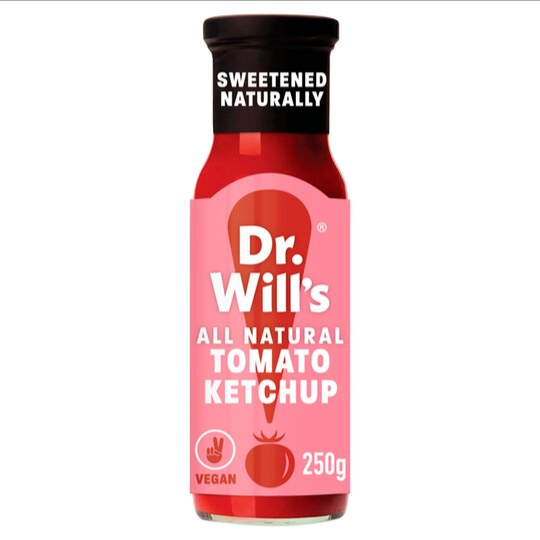 SWEETENED
NATURALLY
Dr.
®
Will's
ALL NATURAL
TOMATO
KETCHUP
VEGAN
250g